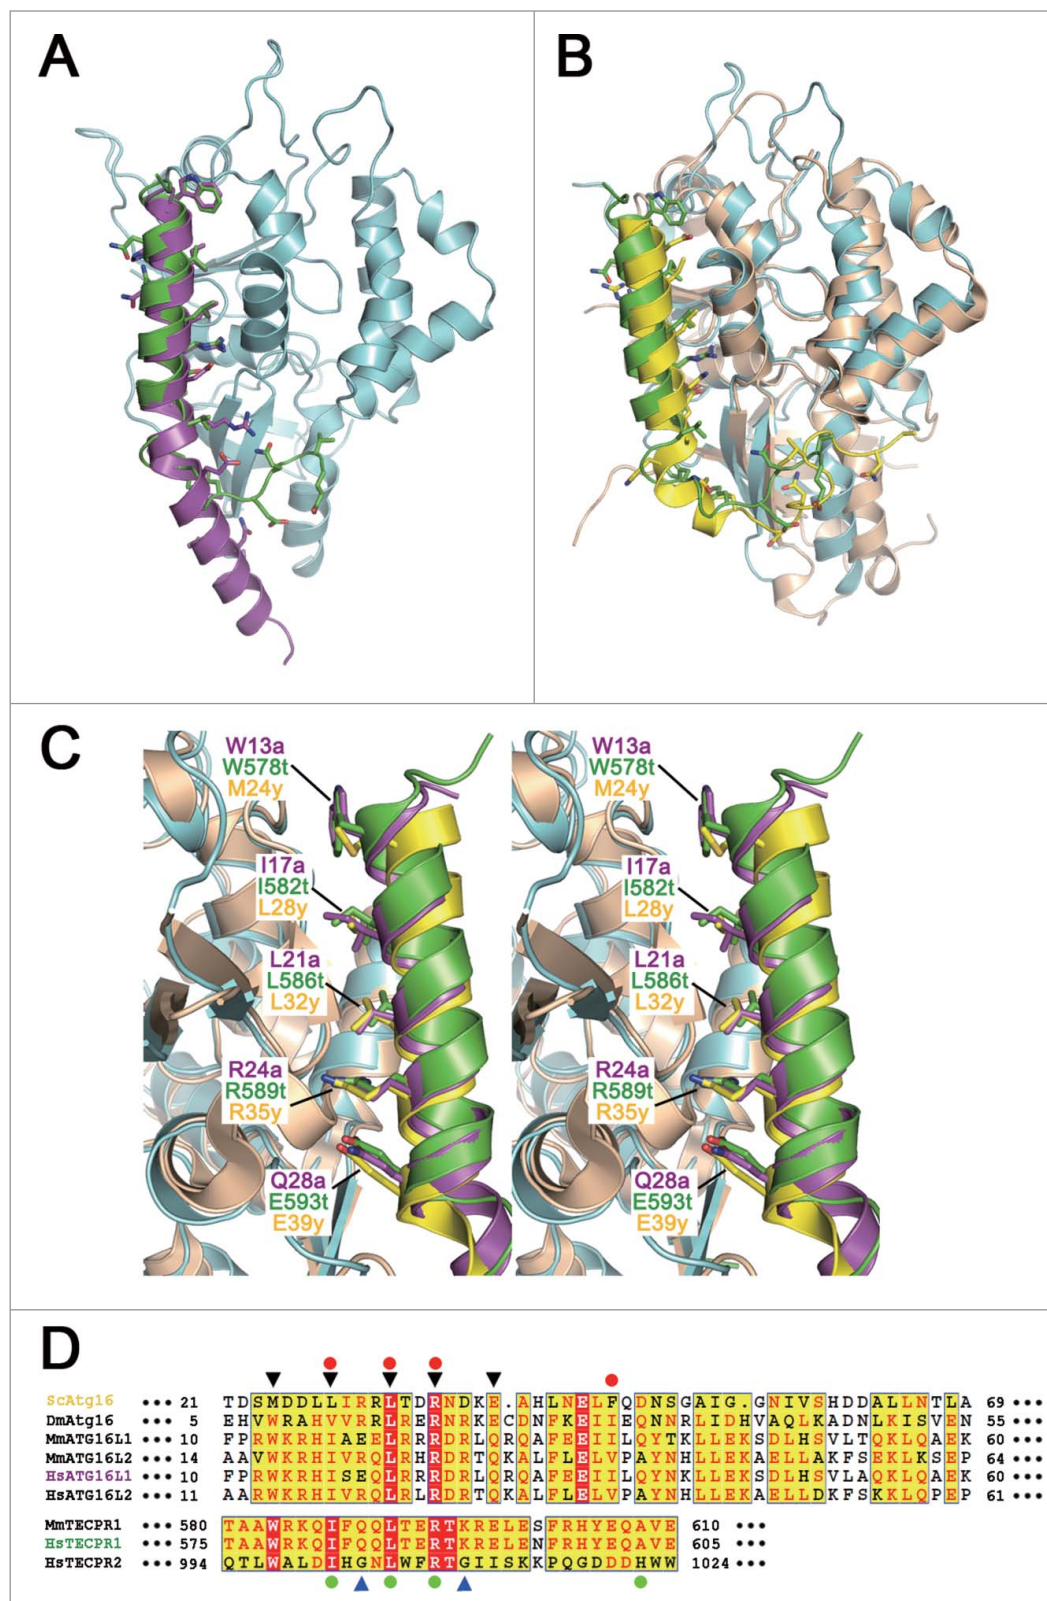 A
B
C
W13a
W578t
M24y
I17a
I582t
L28y
L21a
L586t
L32y
R24a
R589t
R35y
Q28a
E593t
E39y
W13a
W578t
M24y
I17a
I582t
L28y
L21a
L586t
L32y
R24a
R589t
R35y
Q28a
E593t
E39y
D
ScAtg16 ••• 21 TDSMDDLLIRRLTDRNDKE.AHLNELFQDNSGAIG.GNIVSHDDALLNTLA 69 •••
DmAtg16 ••• 5 EHVWRAHVVRRLRERNRKECDNFKEIIEQNNRLIDHVAQLKADNLKISVEN 55 •••
MmATG16L1 ••• 10 FPRWKRHIAEELRRRDRLQRQAFEEIILQYTKLLEKSDLHSVLTQKLQAEK 60 •••
MmATG16L2 ••• 14 AAVWKRHIVRQLRHRDRTQKALFLELVPAYNHLLEKAELLAKFSEKLKSEP 64 •••
HsATG16L1 ••• 10 FPRWKRHISEQLRRRDRLQRQAFEEIILQYNKLLEKSDLHSVLAQKLQAEK 60 •••
HsATG16L2 ••• 11 AARWKRHIVRQLRLRDRTQKALFLELVPAYNHLLEKAELLDKFSKKLQPEP 61 •••
MmTECPR1 ••• 580 TAAWRKQIFQQLTERTKRELESFRHYEQAVE 610 •••
HsTECPR1 ••• 575 TAAWRKQIFQQLTERTKRELENFRHYEQAVE 605 •••
HsTECPR2 ••• 994 QTLWALDIHGNLWFRTGIISKKPQGDDDHWW 1024 •••